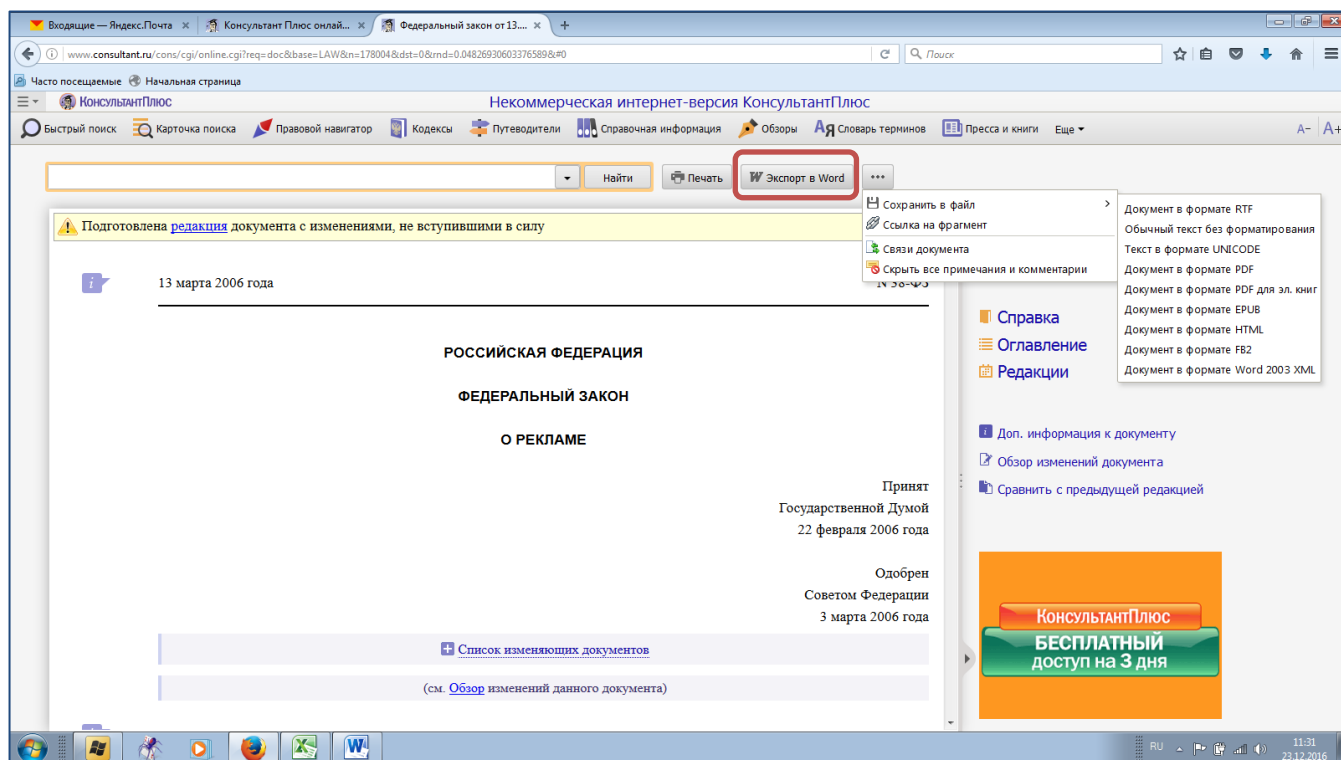 Входящие — Яндекс.Почта
Консультант Плюс онлай...
Федеральный закон от 13....
www.consultant.ru/cons/cgi/online.cgi?req=doc&base=LAW&n=178004&dst=0&rnd=0.04826930603376589&#0
Поиск
Часто посещаемые
Начальная страница
КонсультантПлюс
Некоммерческая интернет-версия КонсультантПлюс
Быстрый поиск
Карточка поиска
Правовой навигатор
Кодексы
Путеводители
Справочная информация
Обзоры
Словарь терминов
Пресса и книги
Еще
A-
A+
Найти
Печать
Экспорт в Word
Сохранить в файл
Ссылка на фрагмент
Связи документа
Скрыть все примечания и комментарии
Документ в формате RTF
Обычный текст без форматирования
Текст в формате UNICODE
Документ в формате PDF
Документ в формате PDF для эл. книг
Документ в формате EPUB
Документ в формате HTML
Документ в формате FB2
Документ в формате Word 2003 XML
Подготовлена редакция документа с изменениями, не вступившими в силу
13 марта 2006 года
N 38-ФЗ
РОССИЙСКАЯ ФЕДЕРАЦИЯ
ФЕДЕРАЛЬНЫЙ ЗАКОН
О РЕКЛАМЕ
Принят
Государственной Думой
22 февраля 2006 года
Одобрен
Советом Федерации
3 марта 2006 года
Список изменяющих документов
(см. Обзор изменений данного документа)
Справка
Оглавление
Редакции
Доп. информация к документу
Обзор изменений документа
Сравнить с предыдущей редакцией
КонсультантПлюс
БЕСПЛАТНЫЙ
доступ на 3 дня
RU
11:31
23.12.2016